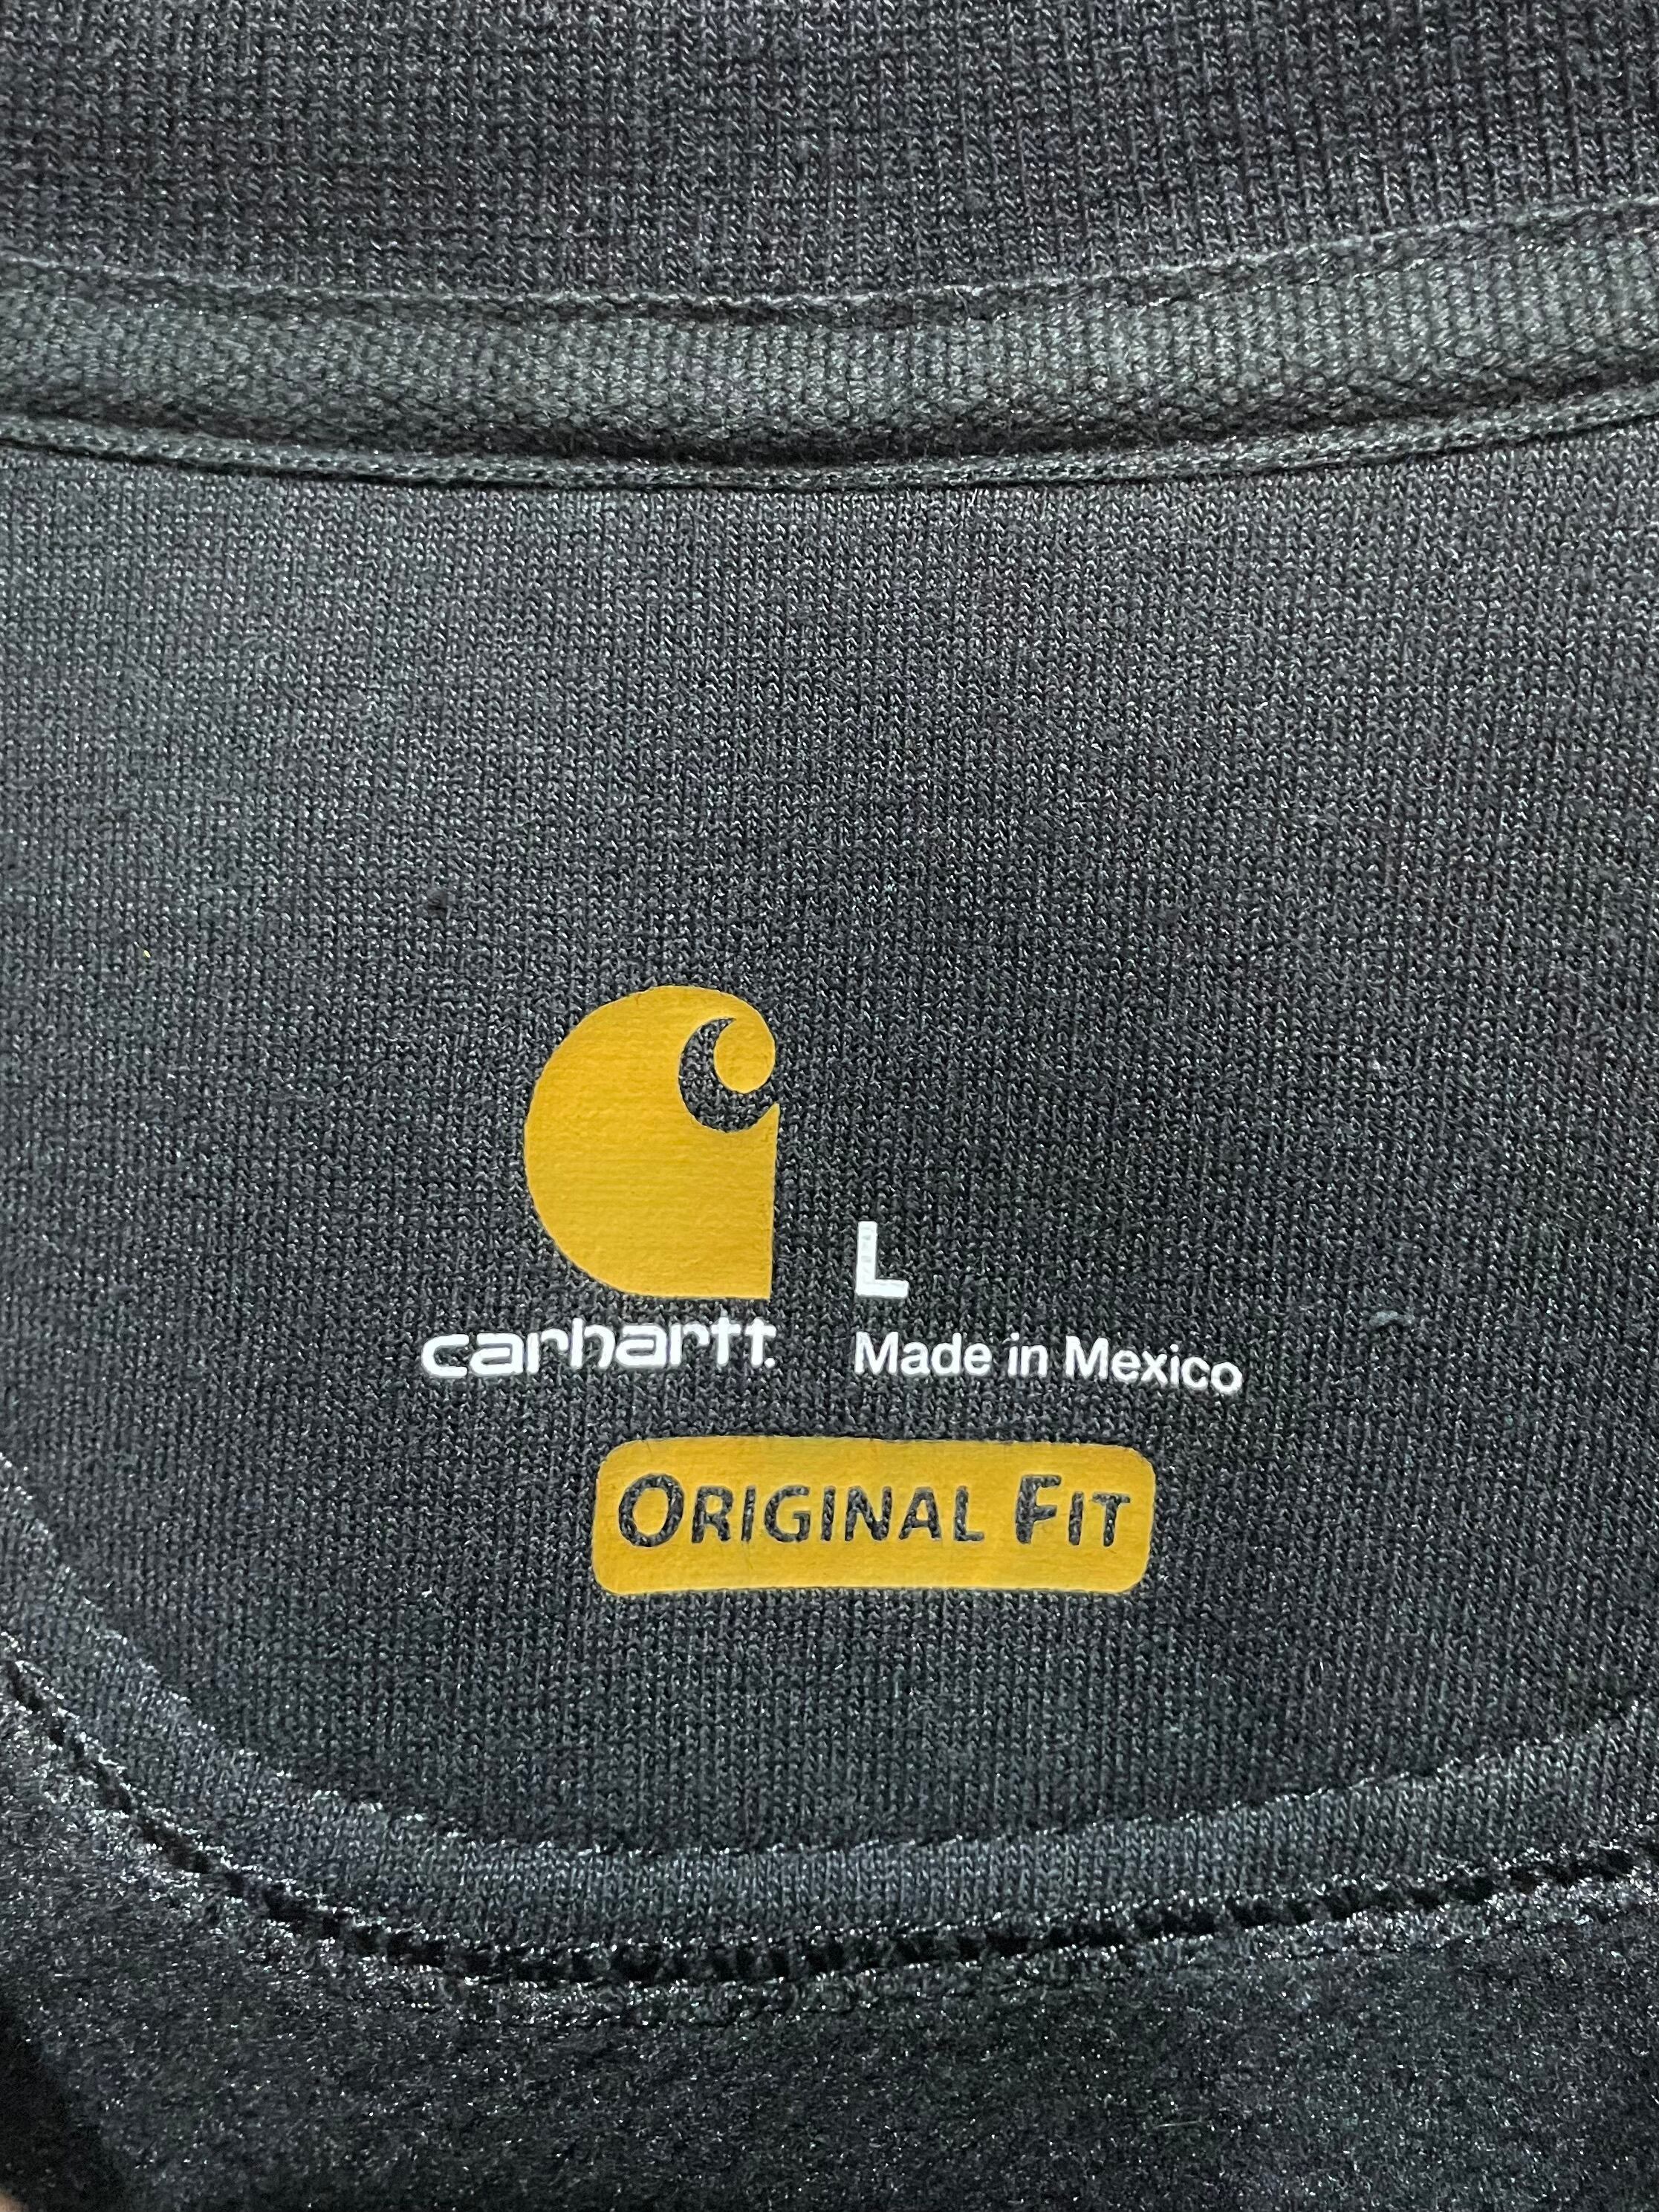 L
carhartt.
Made in Mexico
ORIGINAL FIT